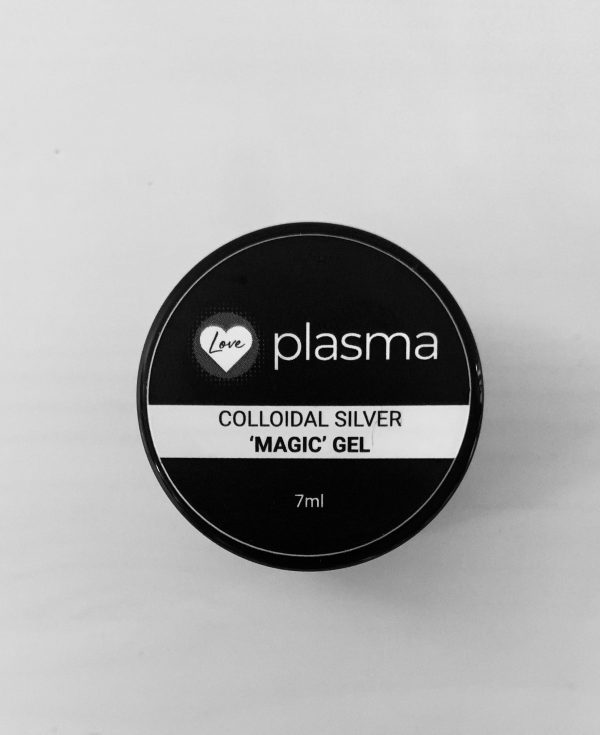 Love plasma
COLLOIDAL SILVER
‘MAGIC’ GEL
7ml